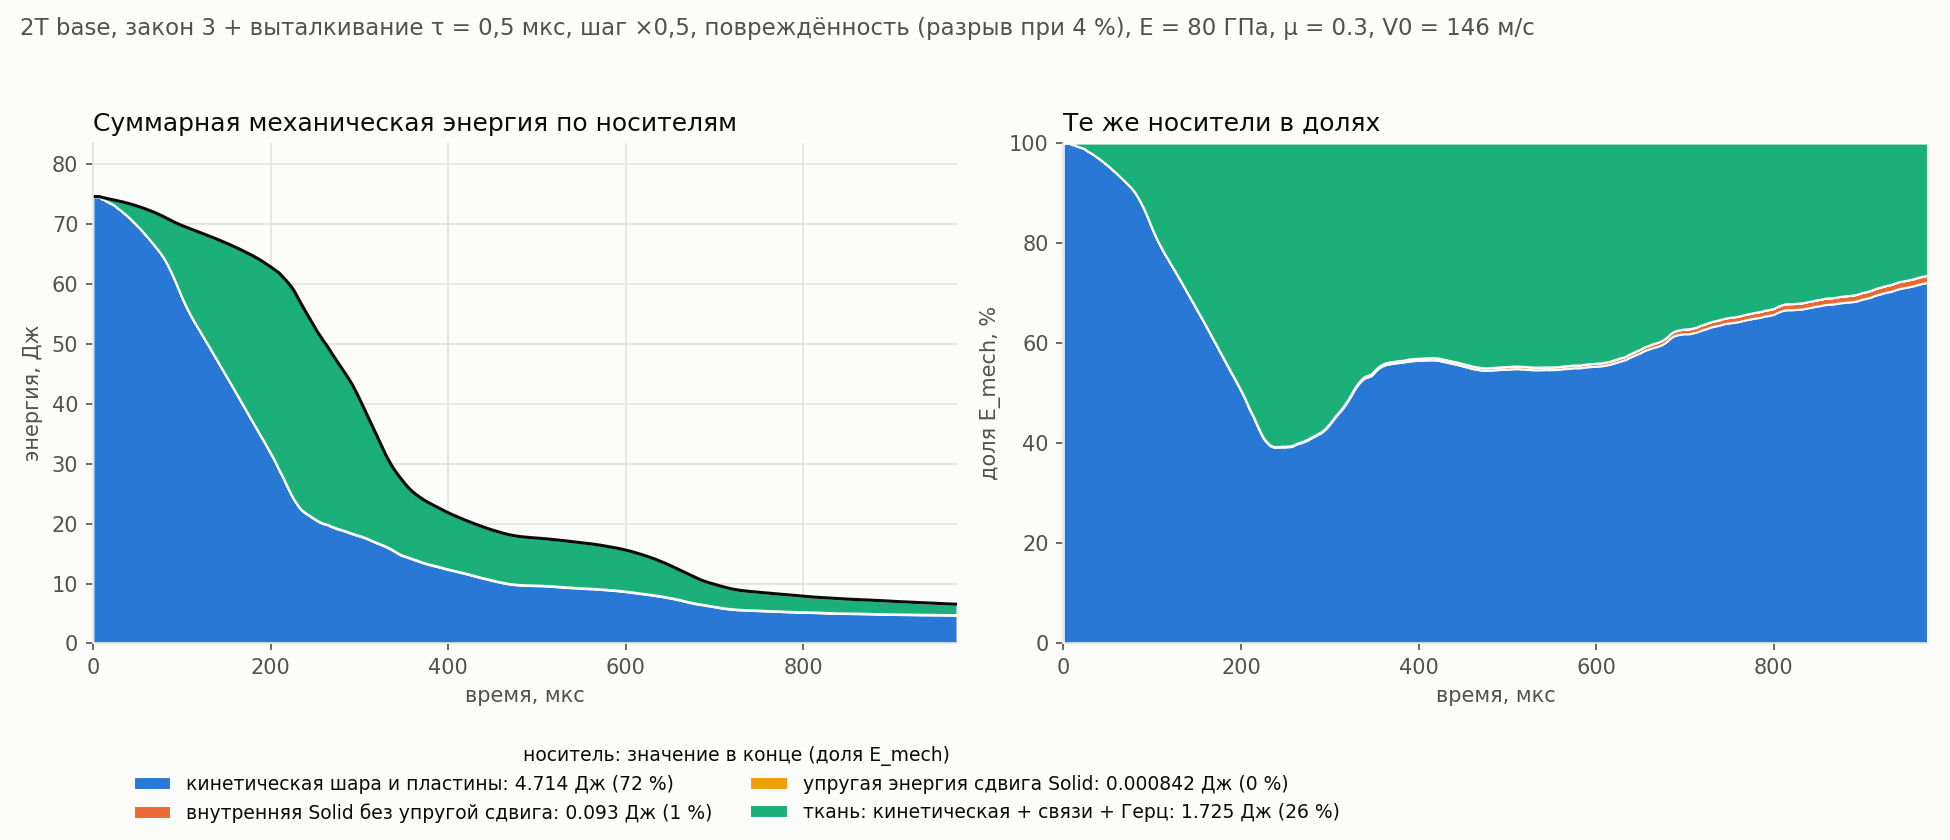 2T base, закон 3 + выталкивание τ = 0,5 мкс, шаг ×0,5, повреждённость (разрыв при 4 %), E = 80 ГПа, μ = 0.3, V0 = 146 м/с
Суммарная механическая энергия по носителям
80
70
60
50
40
30
20
10
0
энергия, Дж
0 200 400 600 800
время, мкс
Те же носители в долях
100
80
60
40
20
0
доля E_mech, %
0 200 400 600 800
время, мкс
носитель: значение в конце (доля E_mech)
кинетическая шара и пластины: 4.714 Дж (72 %)
внутренняя Solid без упругой сдвига: 0.093 Дж (1 %)
упругая энергия сдвига Solid: 0.000842 Дж (0 %)
ткань: кинетическая + связи + Герц: 1.725 Дж (26 %)